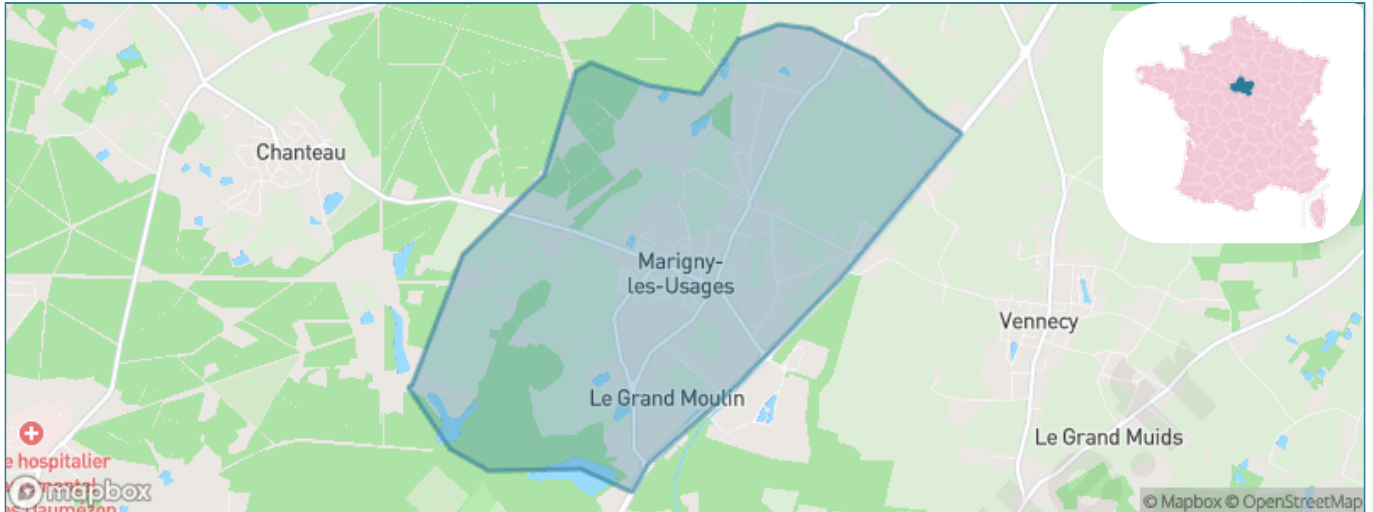 Chanteau
Marigny-
les-Usages
Vennecy
Le Grand Moulin
Le Grand Muids
e hospitalier
mapbox
© Mapbox © OpenStreetMap